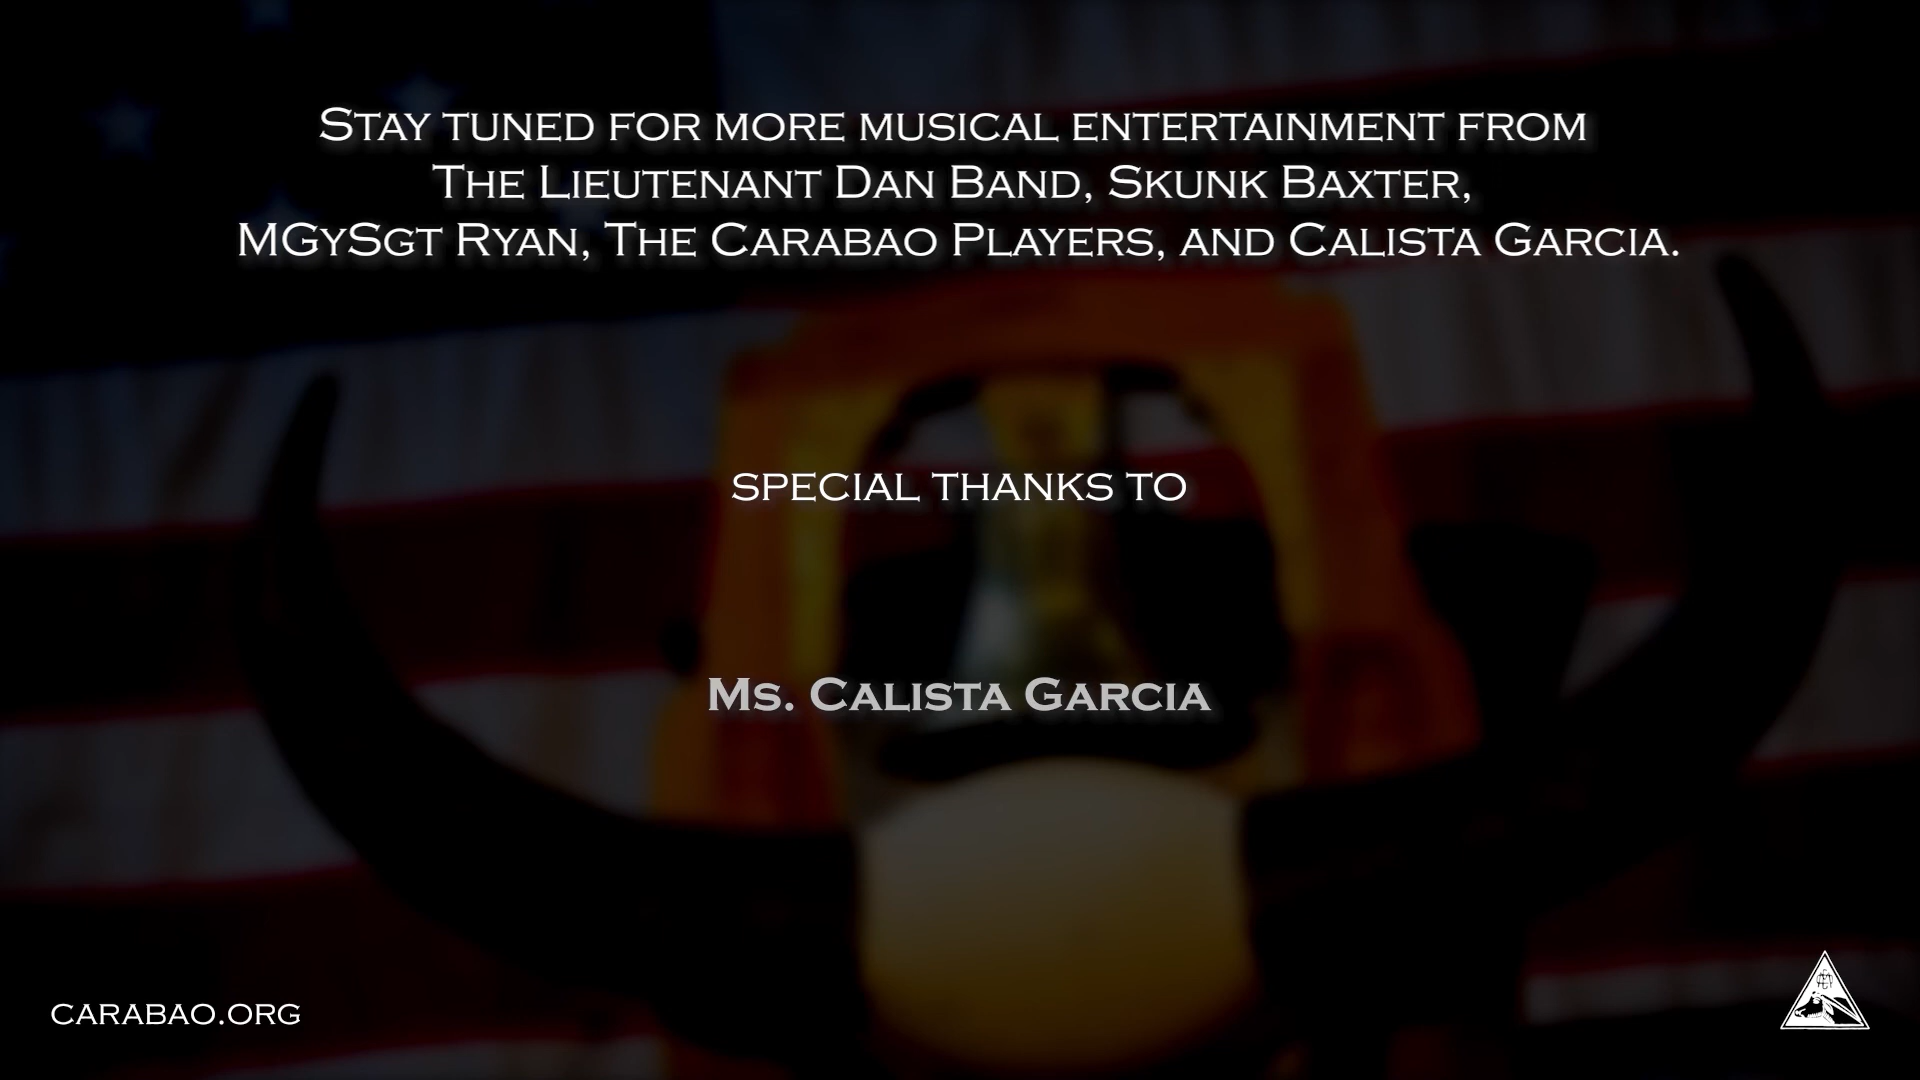 Stay tuned for more musical entertainment from
The Lieutenant Dan Band, Skunk Baxter,
MGySgt Ryan, The Carabao Players, and Calista Garcia.
special thanks to
Ms. Calista Garcia
carabao.org